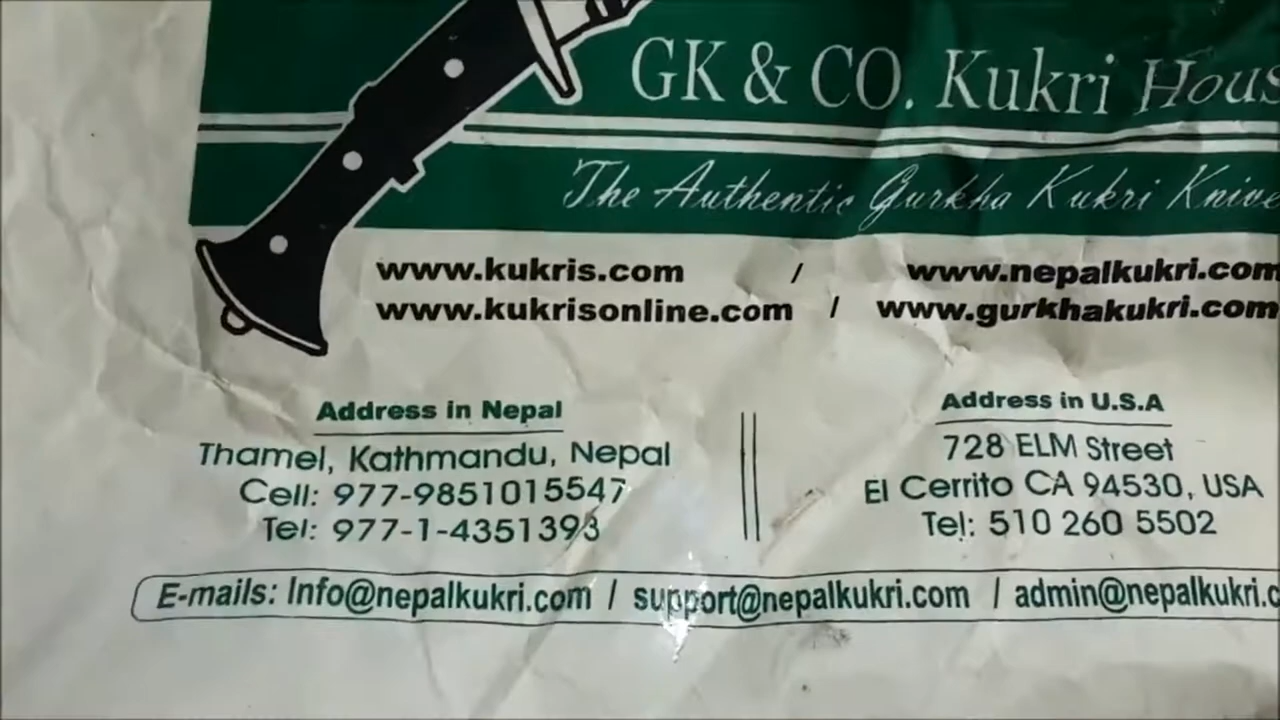 GK & CO. Kukri Hous
The Authentic Gurkha Kukri Knive
www.kukris.com / www.nepalkukri.com
www.kukrisonline.com / www.gurkhakukri.com
Address in Nepal
Thamel, Kathmandu, Nepal
Cell: 977-9851015547
Tel: 977-1-4351393
Address in U.S.A
728 ELM Street
El Cerrito CA 94530, USA
Tel: 510 260 5502
E-mails: Info@nepalkukri.com / support@nepalkukri.com / admin@nepalkukri.c